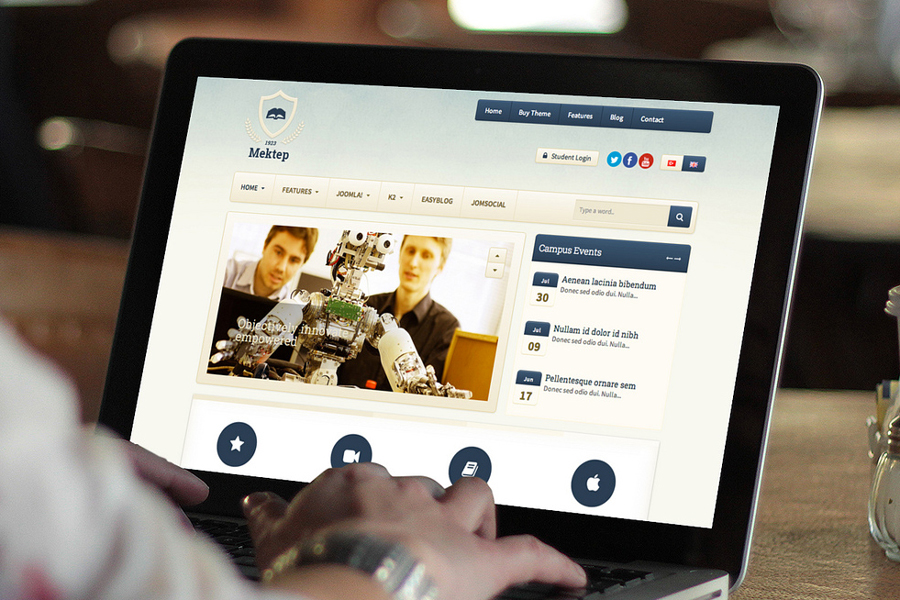 1923
Mektep
Home Buy Theme Features Blog Contact
Student Login
You
HOME FEATURES JOOMLA! K2 EASYBLOG JOMSOCIAL
Type a word..
Objectively innov
empowered
Campus Events
Jul
30
Aenean lacinia bibendum
Donec sed odio dui. Nulla...
Jul
09
Nullam id dolor id nibh
Donec sed odio dui. Nulla...
Jun
17
Pellentesque ornare sem
Donec sed odio dui. Nulla...